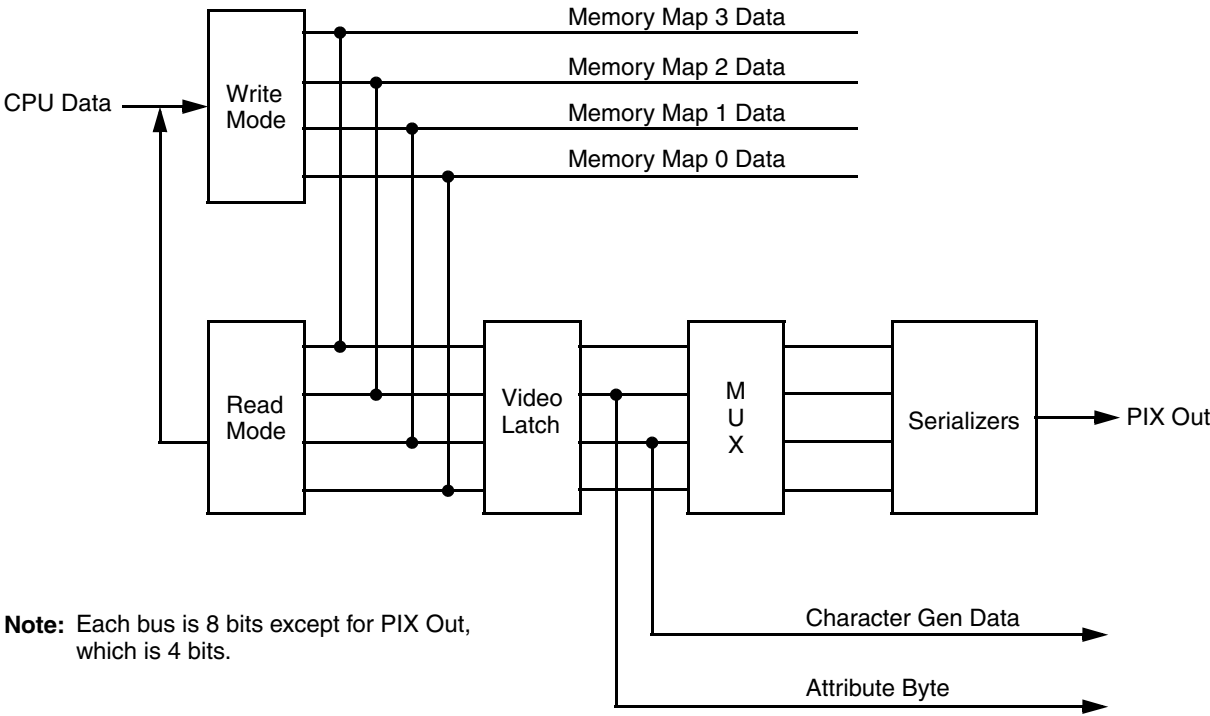 Memory Map 3 Data
Memory Map 2 Data
CPU Data
Write
Mode
Memory Map 1 Data
Memory Map 0 Data
Read
Mode
Video
Latch
M
U
X
Serializers
PIX Out
Note: Each bus is 8 bits except for PIX Out,
which is 4 bits.
Character Gen Data
Attribute Byte